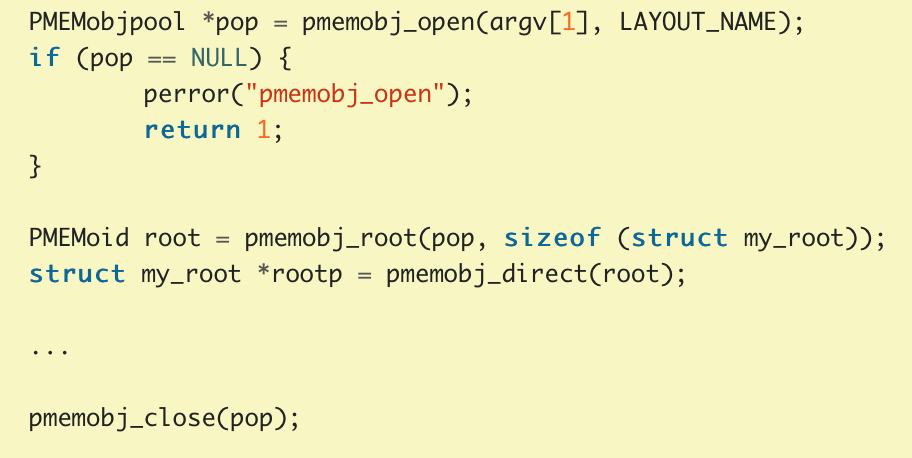 PMEMobjpool *pop = pmemobj_open(argv[1], LAYOUT_NAME);
if (pop == NULL) {
        perror("pmemobj_open");
        return 1;
}

PMEMoid root = pmemobj_root(pop, sizeof (struct my_root));
struct my_root *rootp = pmemobj_direct(root);

...

pmemobj_close(pop);